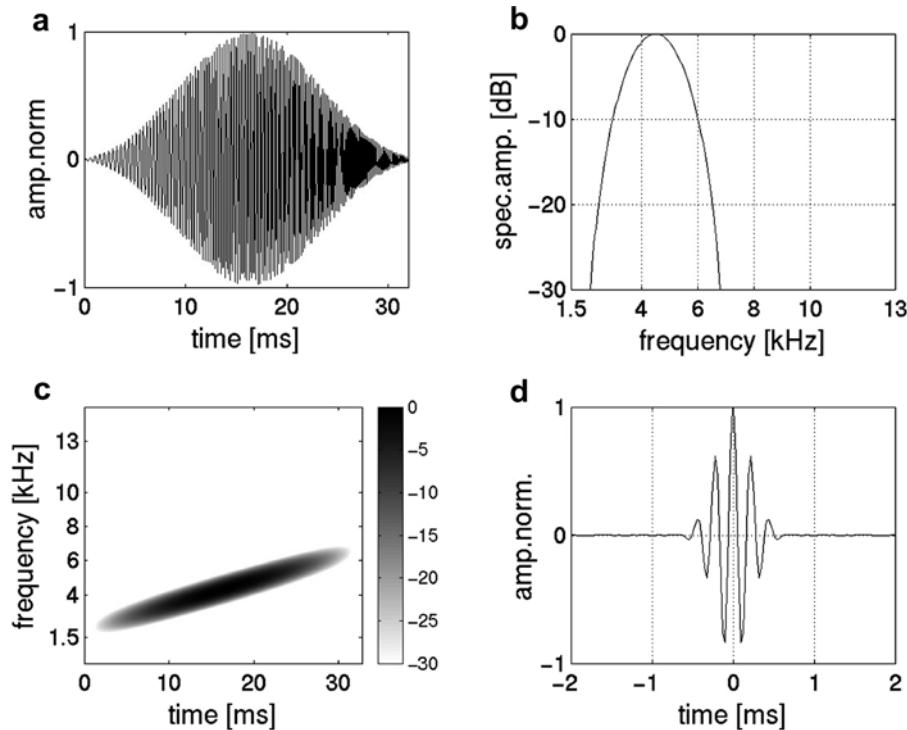 a
1
0
−1
amp.norm
0 10 20 30
time [ms]
b
0
−10
−20
−30
spec.amp. [dB]
1.5 4 6 8 10 13
frequency [kHz]
c
13
10
8
6
4
1.5
frequency [kHz]
0 10 20 30
time [ms]
0
−5
−10
−15
−20
−25
−30
d
1
0
−1
amp.norm.
−2 −1 0 1 2
time [ms]